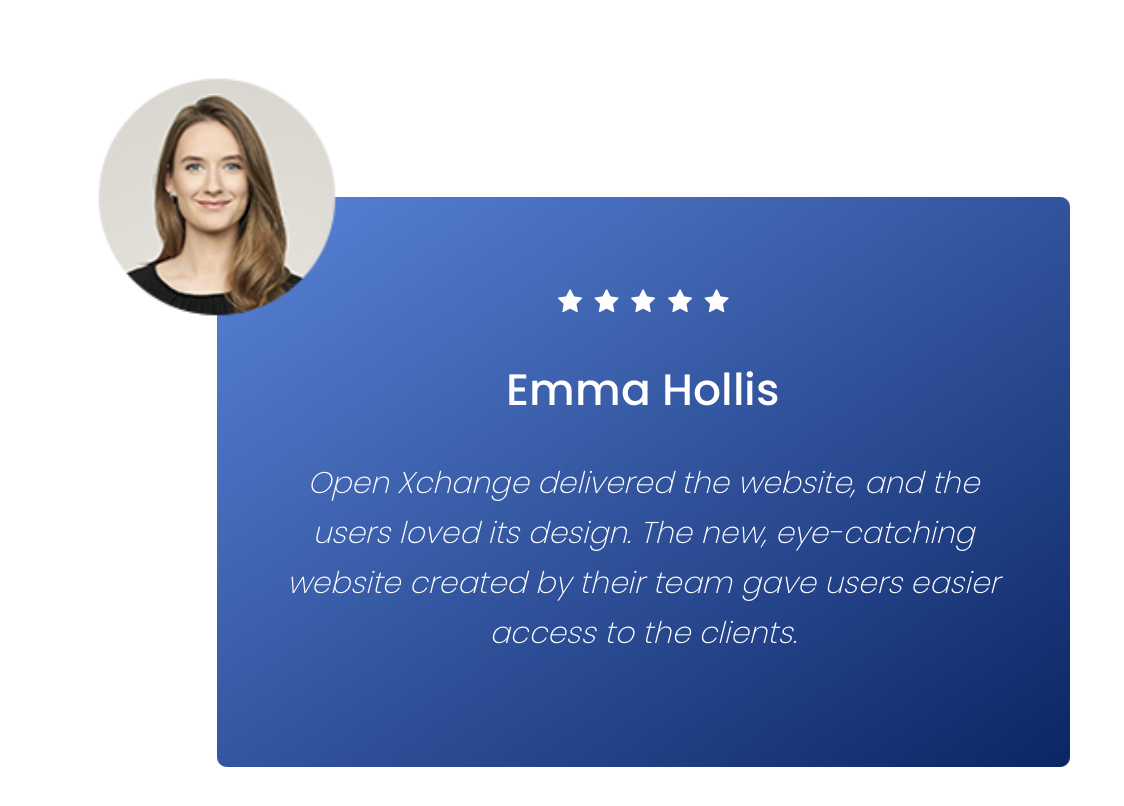 Emma Hollis
Open Xchange delivered the website, and the
users loved its design. The new, eye-catching
website created by their team gave users easier
access to the clients.